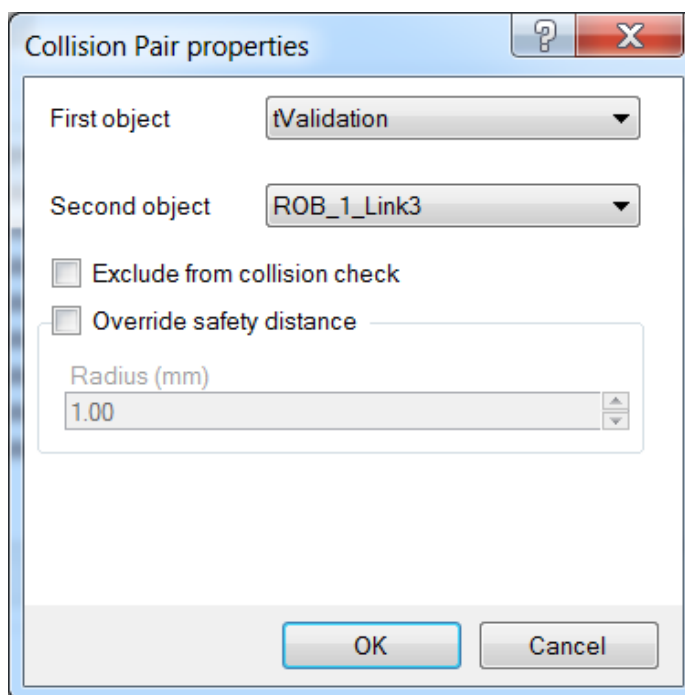 Collision Pair properties
First object tValidation
Second object ROB_1_Link3
Exclude from collision check
Override safety distance
Radius (mm)
1.00
OK Cancel